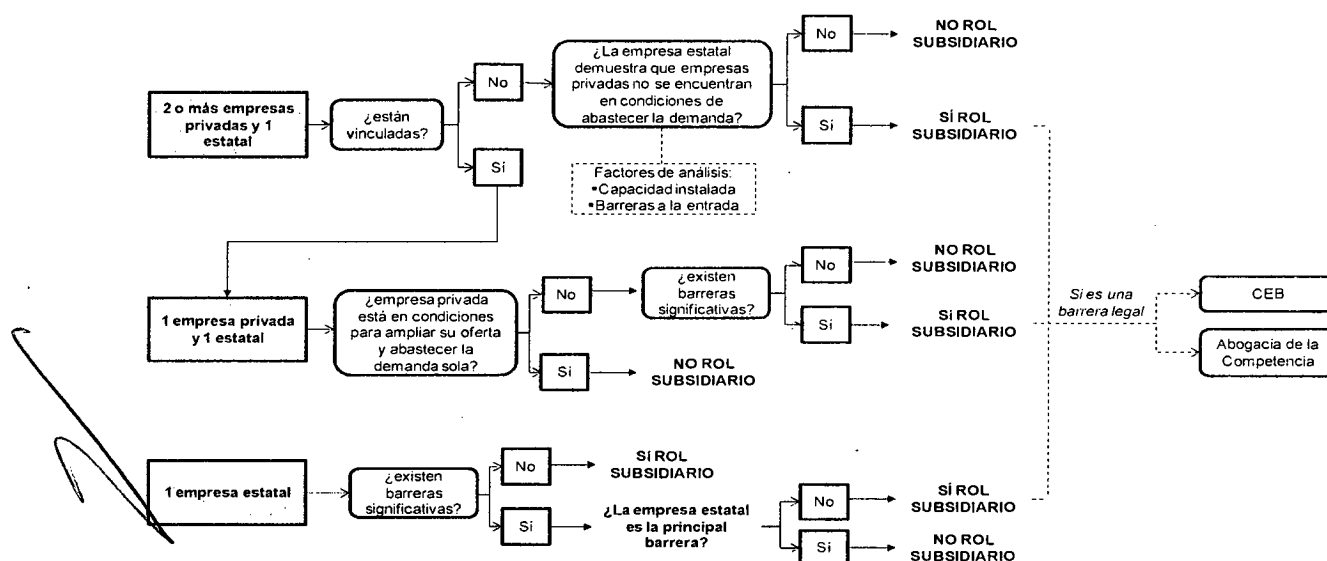 2 o más empresas
privadas y 1
estatal
¿están
vinculadas?
No
Sí
¿La empresa estatal
demuestra que empresas
privadas no se encuentran
en condiciones de
abastecer la demanda?
Factores de análisis:
•Capacidad instalada
•Barreras a la entrada
No
NO ROL
SUBSIDIARIO
Sí
SÍ ROL
SUBSIDIARIO
1 empresa privada
y 1 estatal
¿empresa privada
está en condiciones
para ampliar su oferta
y abastecer la
demanda sola?
No
Sí
NO ROL
SUBSIDIARIO
¿existen
barreras
significativas?
No
NO ROL
SUBSIDIARIO
Sí
SÍ ROL
SUBSIDIARIO
1 empresa estatal
¿existen
barreras
significativas?
No
SÍ ROL
SUBSIDIARIO
Sí
¿La empresa estatal
es la principal
barrera?
No
SÍ ROL
SUBSIDIARIO
Sí
NO ROL
SUBSIDIARIO
Si es una
barrera legal
CEB
Abogacía de la
Competencia